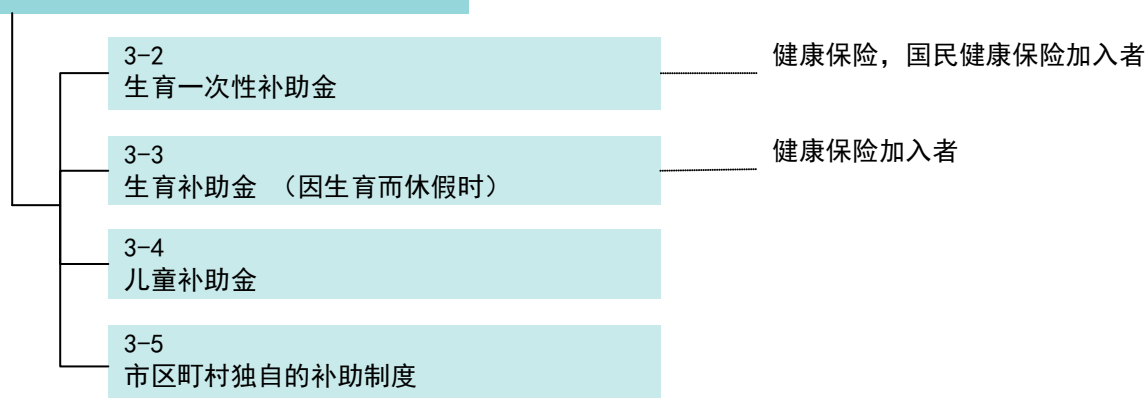 3-2
生育一次性补助金
健康保险，国民健康保险加入者
3-3
生育补助金 （因生育而休假时）
健康保险加入者
3-4
儿童补助金
3-5
市区町村独自的补助制度